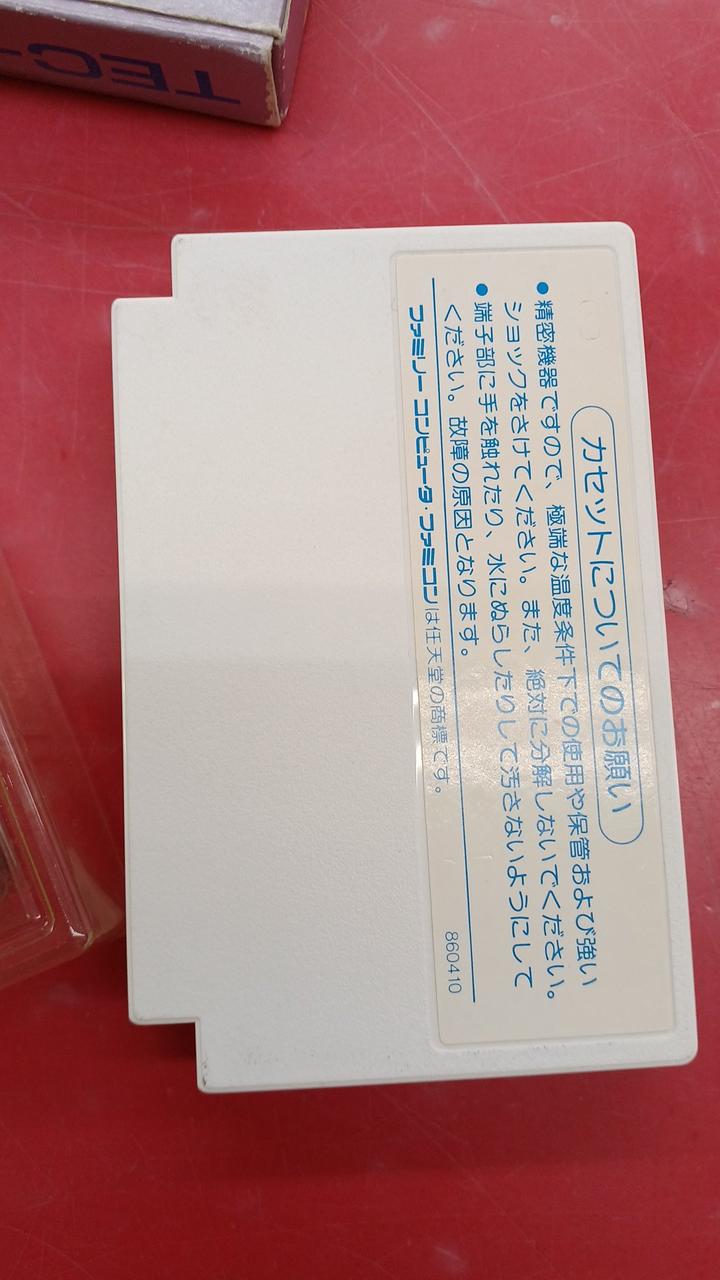 TEC-
カセットについてのお願い
●精密機器ですので、極端な温度条件下での使用や保管および強い
ショックをさけてください。また、絶対に分解しないでください。
●端子部に手を触れたり、水にぬらしたりして汚さないようにして
ください。故障の原因となります。
ファミリーコンピュータ・ファミコンは任天堂の商標です。
860410